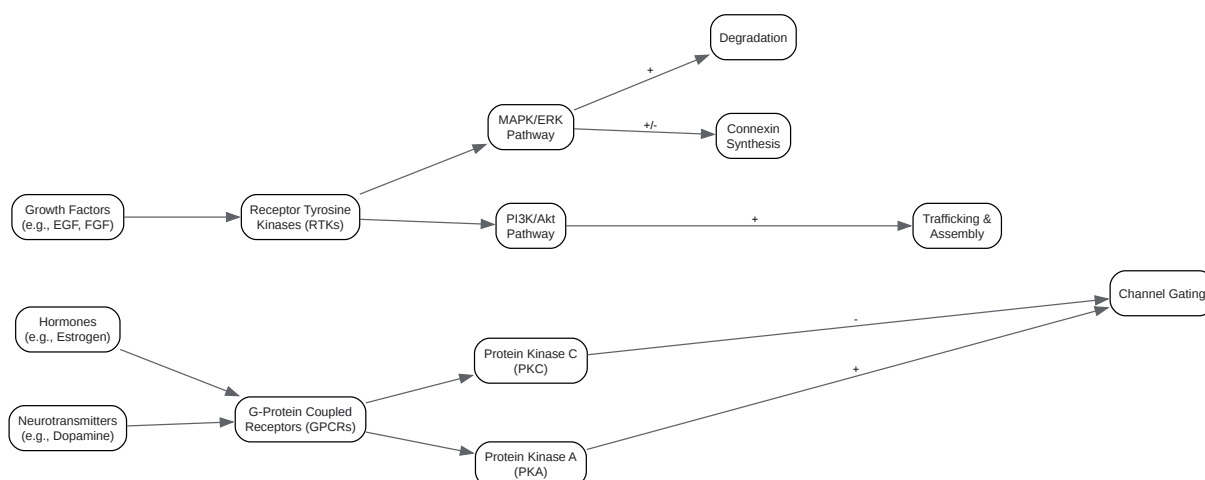 Degradation
+
MAPK/ERK
Pathway
+/-
Connexin
Synthesis
Growth Factors
(e.g., EGF, FGF)
Receptor Tyrosine
Kinases (RTKs)
PI3K/Akt
Pathway
+
Trafficking &
Assembly
Channel Gating
Hormones
(e.g., Estrogen)
-
Protein Kinase C
(PKC)
+
Neurotransmitters
(e.g., Dopamine)
G-Protein Coupled
Receptors (GPCRs)
Protein Kinase A
(PKA)